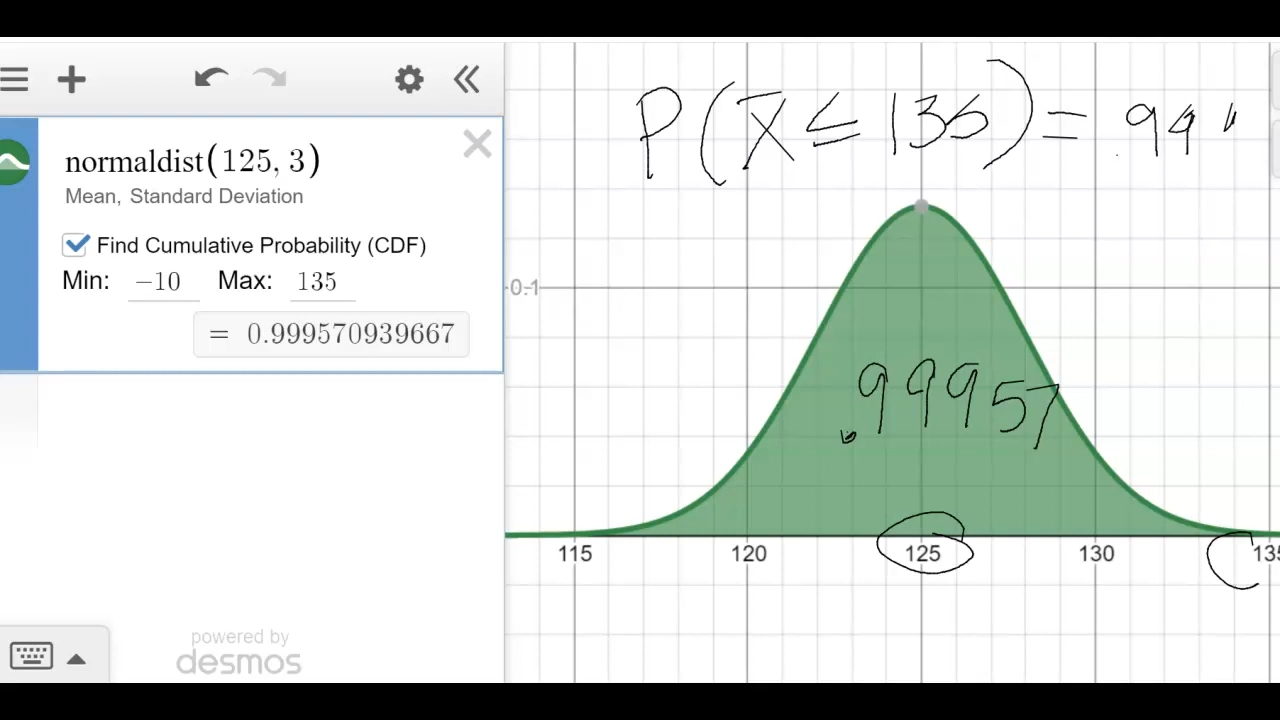 P(X ≤ 135) = .99
normaldist(125, 3)
Mean, Standard Deviation
Find Cumulative Probability (CDF)
Min: −10 Max: 135
= 0.999570939667
0.1
.99957
115 120 125 130 135
powered by
desmos